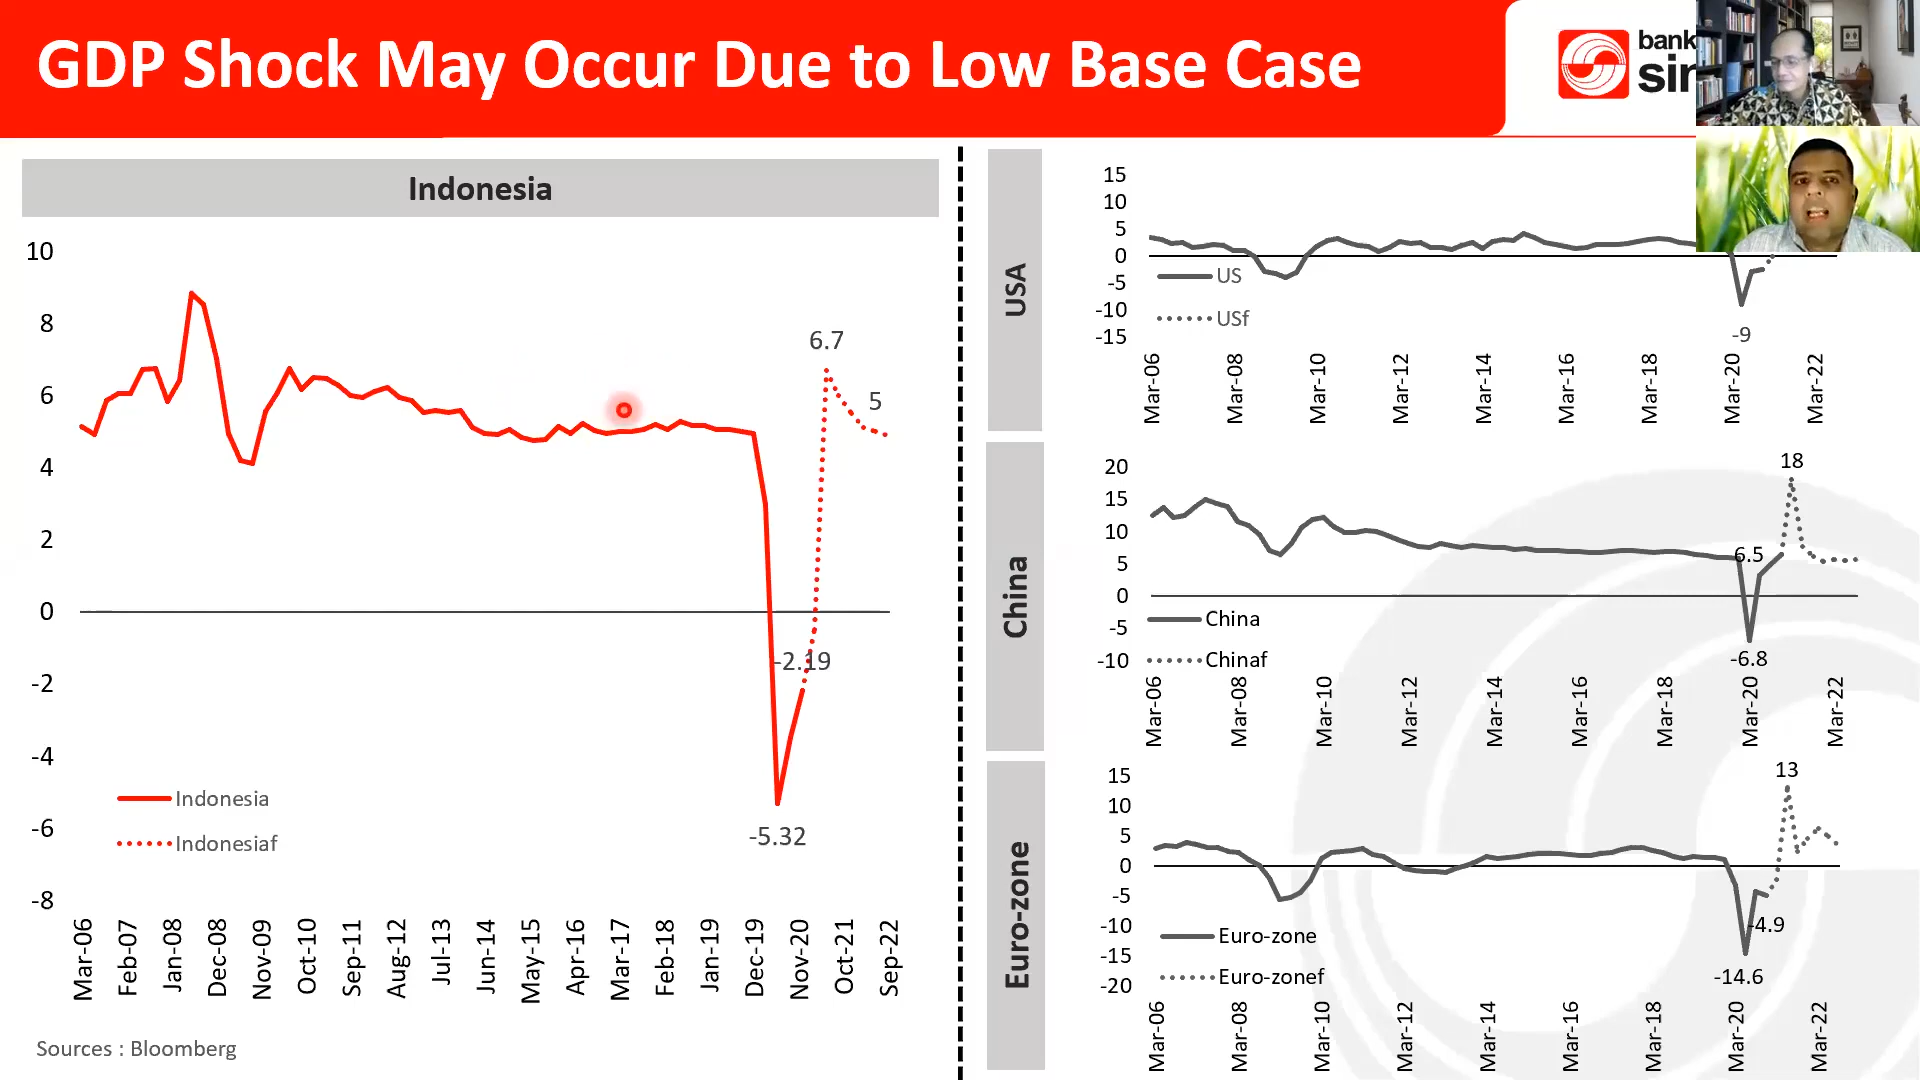 GDP Shock May Occur Due to Low Base Case
bank
Indonesia
10
8
6
4
2
0
-2
-4
-6
-8
6.7
5
-2.19
-5.32
Indonesia
Indonesiaf
Mar-06
Feb-07
Jan-08
Dec-08
Nov-09
Oct-10
Sep-11
Aug-12
Jul-13
Jun-14
May-15
Apr-16
Mar-17
Feb-18
Jan-19
Dec-19
Nov-20
Oct-21
Sep-22
Sources : Bloomberg
USA
15
10
5
0
-5
-10
-15
US
USf
-9
Mar-06
Mar-08
Mar-10
Mar-12
Mar-14
Mar-16
Mar-18
Mar-20
Mar-22
China
20
15
10
5
0
-5
-10
18
6.5
-6.8
China
Chinaf
Mar-06
Mar-08
Mar-10
Mar-12
Mar-14
Mar-16
Mar-18
Mar-20
Mar-22
Euro-zone
15
10
5
0
-5
-10
-15
-20
13
-4.9
-14.6
Euro-zone
Euro-zonef
Mar-06
Mar-08
Mar-10
Mar-12
Mar-14
Mar-16
Mar-18
Mar-20
Mar-22